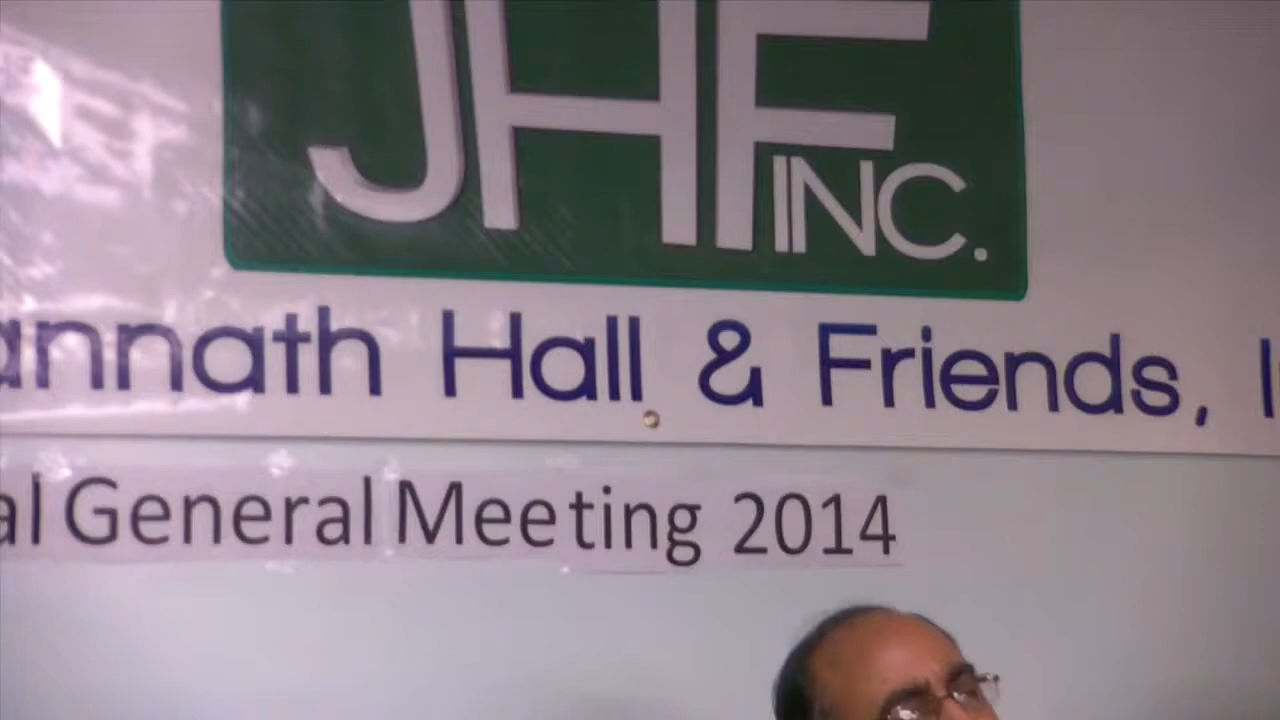 JHF INC.
annath Hall & Friends, I
al General Meeting 2014